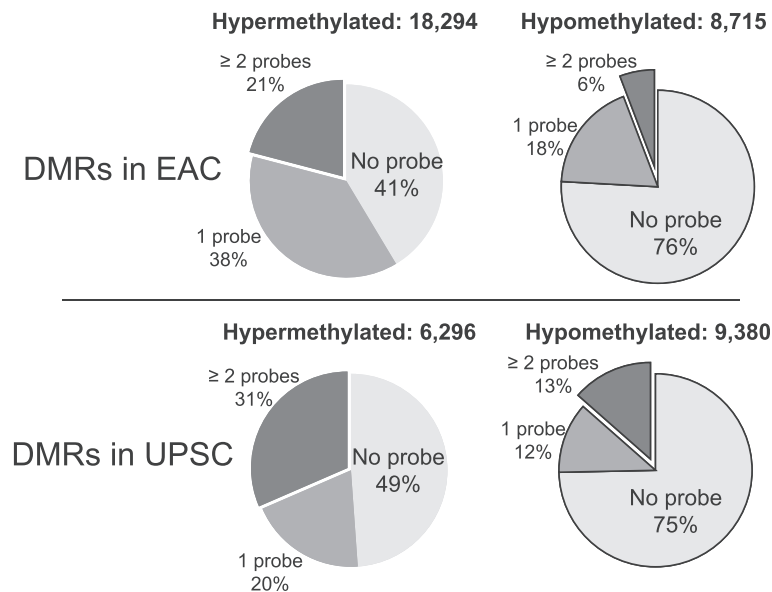 Hypermethylated: 18,294
Hypomethylated: 8,715
≥ 2 probes
21%
≥ 2 probes
6%
1 probe
18%
DMRs in EAC
No probe
41%
No probe
76%
1 probe
38%
Hypermethylated: 6,296
Hypomethylated: 9,380
≥ 2 probes
31%
≥ 2 probes
13%
1 probe
12%
DMRs in UPSC
No probe
49%
No probe
75%
1 probe
20%